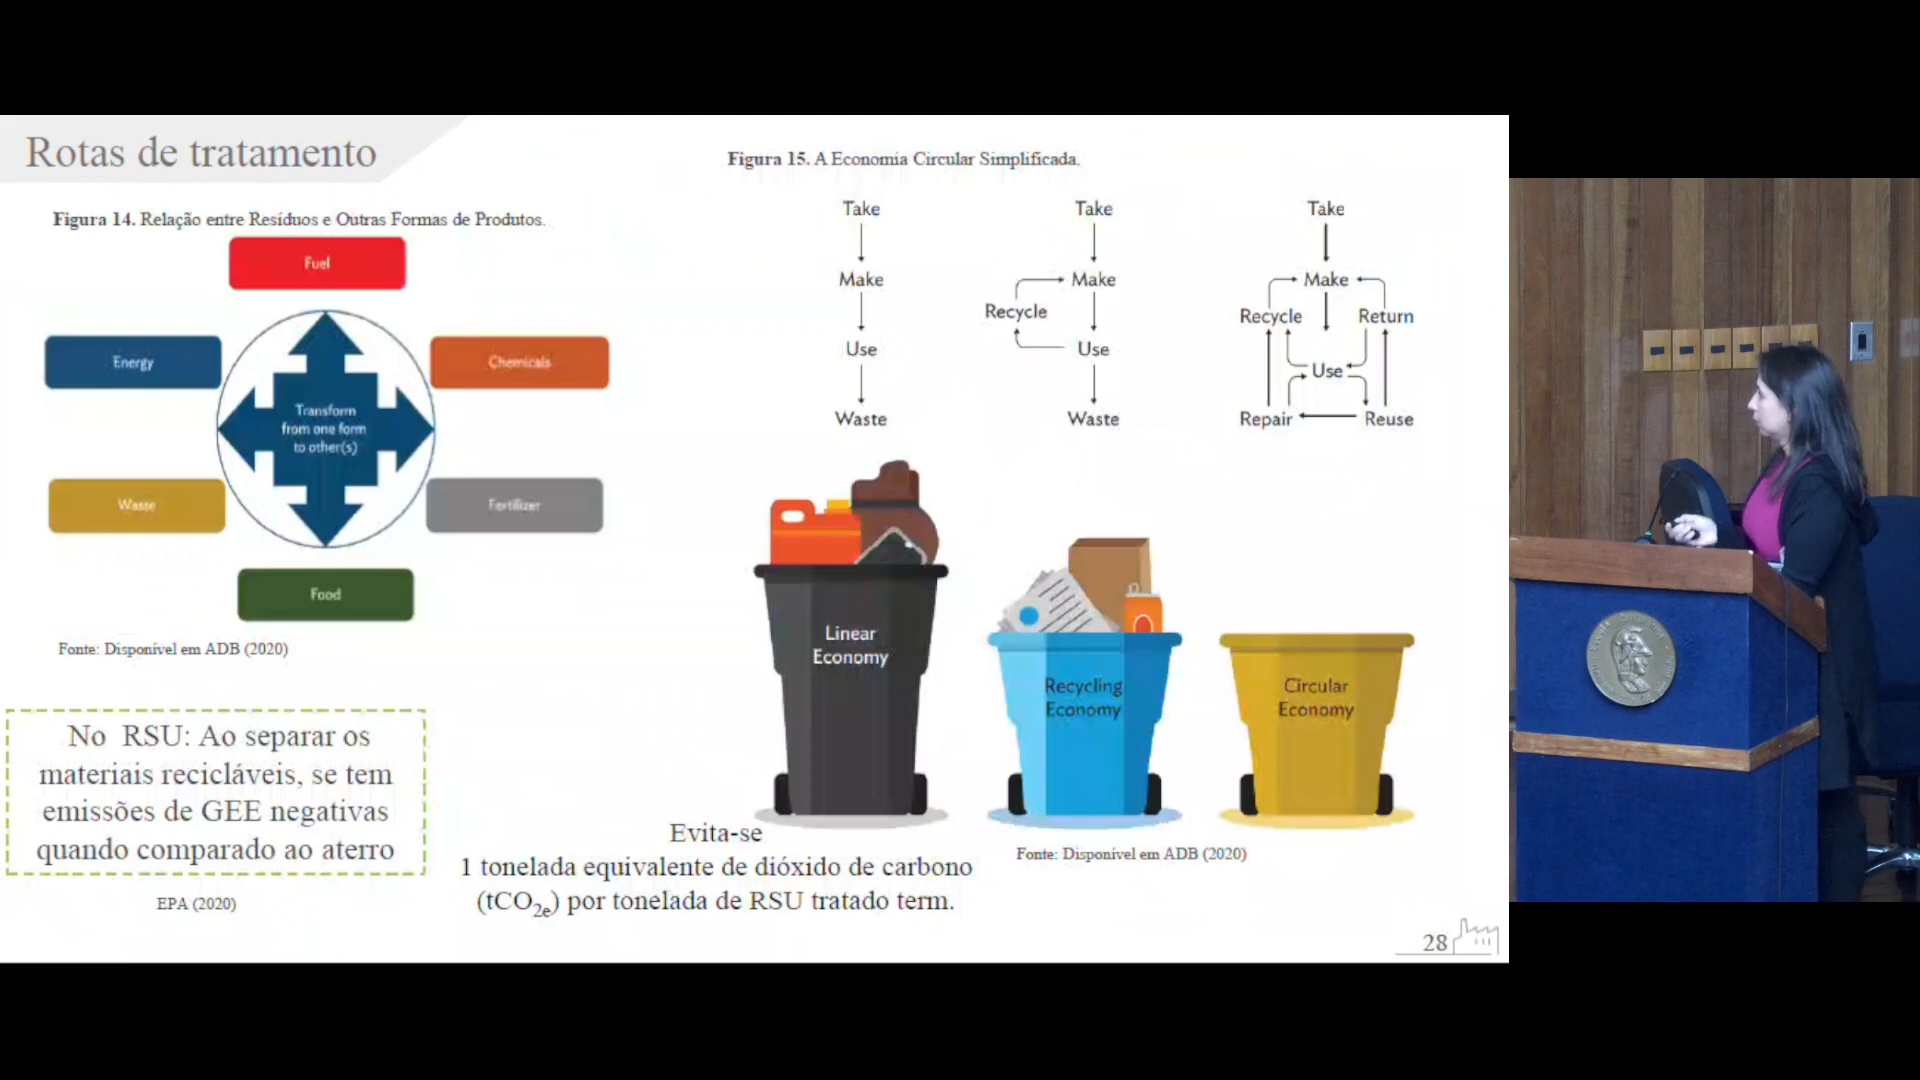 Rotas de tratamento
Figura 14. Relação entre Resíduos e Outras Formas de Produtos.
Fuel
Energy
Chemicals
Transform
from one form
to other(s)
Waste
Fertilizer
Food
Fonte: Disponível em ADB (2020)
No RSU: Ao separar os
materiais recicláveis, se tem
emissões de GEE negativas
quando comparado ao aterro
EPA (2020)
Figura 15. A Economia Circular Simplificada.
Take
Make
Use
Waste
Take
Make
Recycle
Use
Waste
Take
Make
Recycle
Return
Use
Repair
Reuse
Linear
Economy
Recycling
Economy
Circular
Economy
Evita-se
1 tonelada equivalente de dióxido de carbono
(tCO2e) por tonelada de RSU tratado term.
Fonte: Disponível em ADB (2020)
28